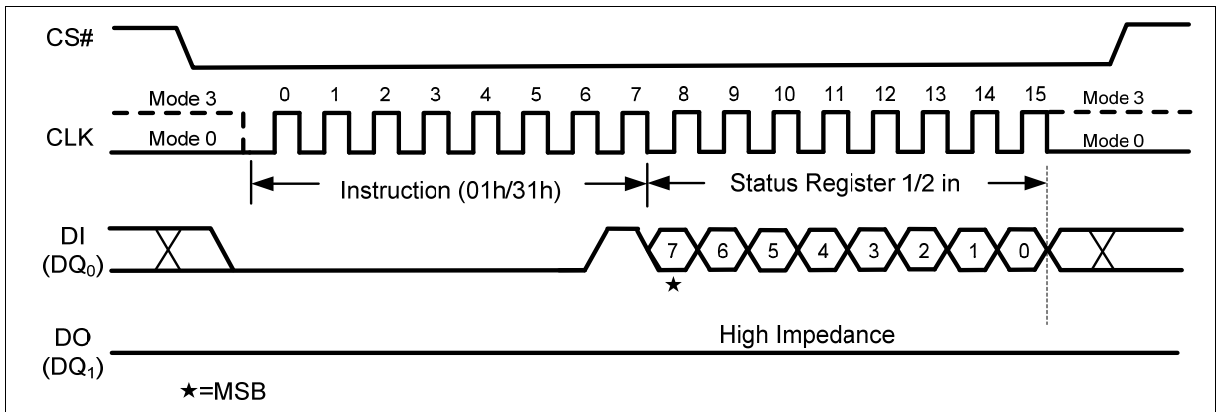 CS#
Mode 3 0 1 2 3 4 5 6 7 8 9 10 11 12 13 14 15 Mode 3
CLK Mode 0 Mode 0
Instruction (01h/31h) Status Register 1/2 in
DI
(DQ0) 7 6 5 4 3 2 1 0
★
High Impedance
DO
(DQ1)
★=MSB